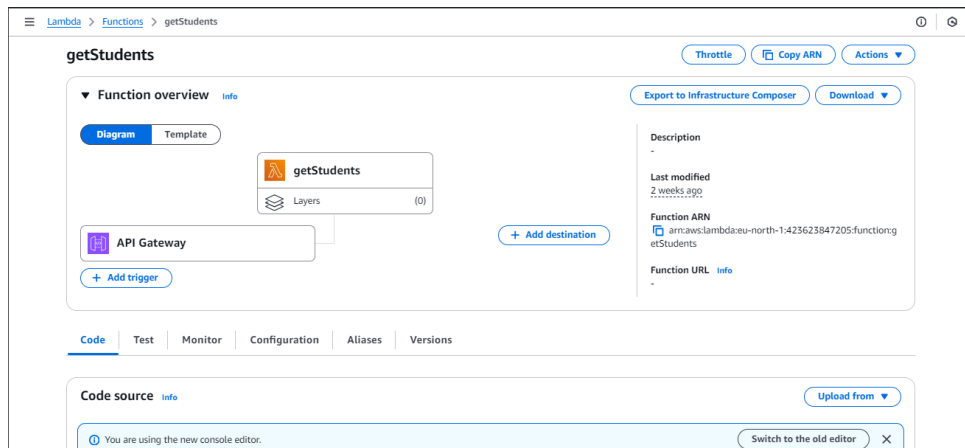 Lambda > Functions > getStudents
getStudents
Throttle
Copy ARN
Actions
Function overview Info
Export to Infrastructure Composer
Download
Diagram
Template
getStudents
Layers
(0)
API Gateway
+ Add trigger
+ Add destination
Description
-
Last modified
2 weeks ago
Function ARN
arn:aws:lambda:eu-north-1:423623847205:function:g
etStudents
Function URL Info
-
Code
Test
Monitor
Configuration
Aliases
Versions
Code source Info
Upload from
You are using the new console editor.
Switch to the old editor